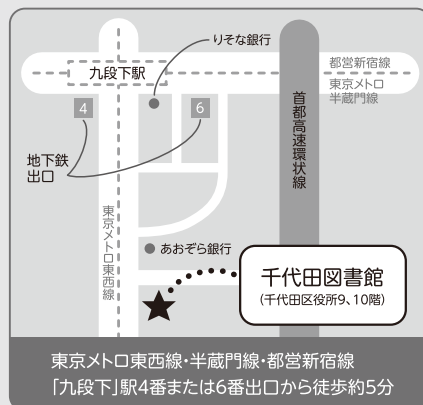 りそな銀行
九段下駅
都営新宿線
東京メトロ
半蔵門線
4
6
首都高速環状線
地下鉄
出口
東京メトロ東西線
あおぞら銀行
千代田図書館
(千代田区役所9、10階)
東京メトロ東西線・半蔵門線・都営新宿線
「九段下」駅4番または6番出口から徒歩約5分